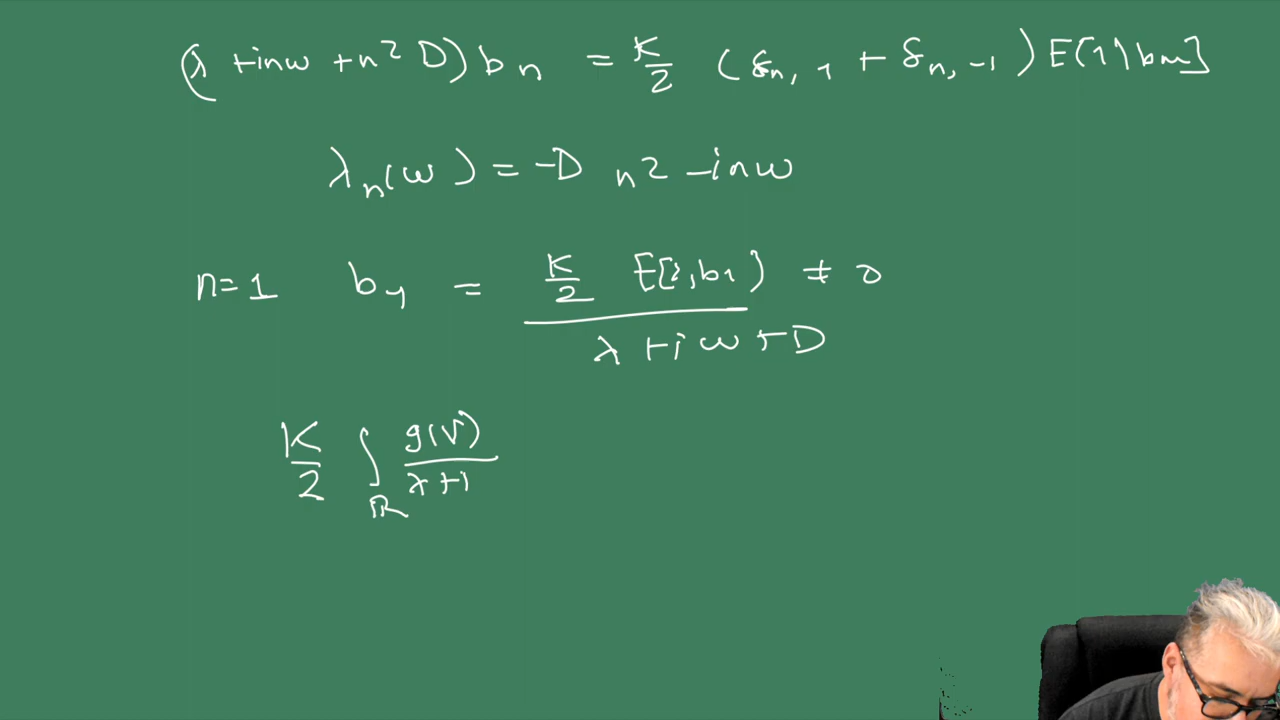 (λ + inω + n² D) bₙ = K/2 (δₙ,₁ + δₙ,₋₁) E[1, bₙ]
λₙ(ω) = -D n² - inω
n=1 b₁ = K/2 E[1, b₁) / λ + iω + D ≠ 0
K/2 ∫_ℝ g(V) / λ + i